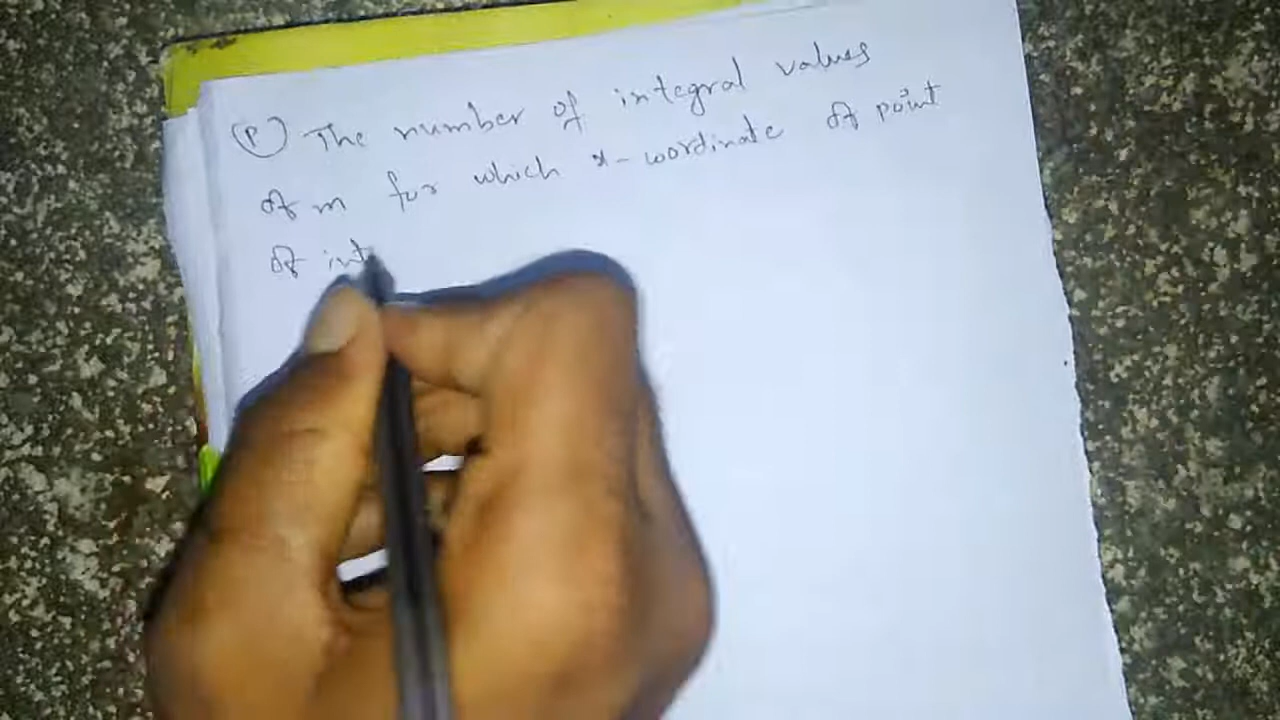 (P) The number of integral values
of m for which x-coordinate of point
of int